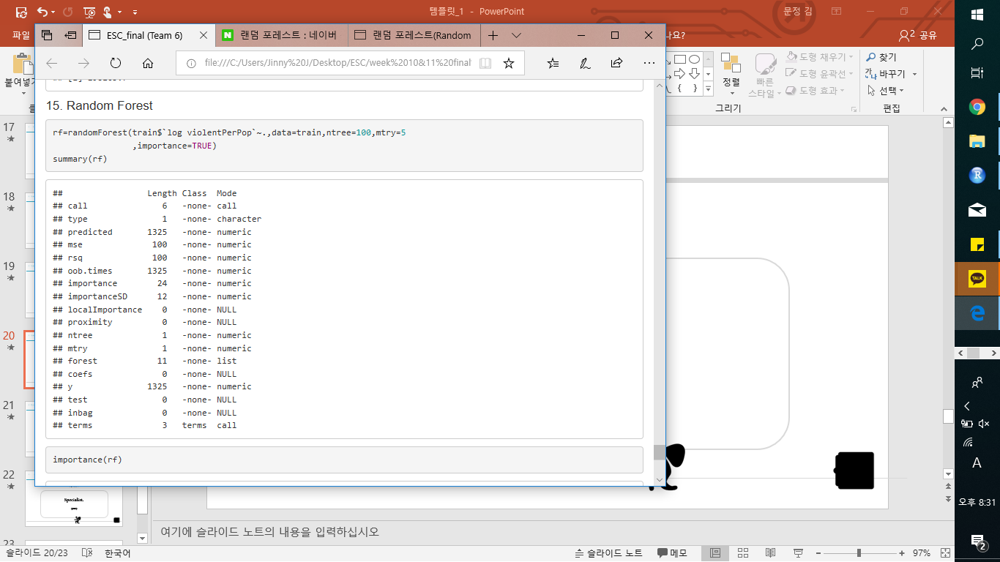 템플릿_1 - PowerPoint
문정 김
파일
나요?
공유
ESC_final (Team 6)
랜덤 포레스트 : 네이버
랜덤 포레스트(Random
file:///C:/Users/Jinny%20J/Desktop/ESC/week%2010&11%20final
붙여넣기
15. Random Forest
rf=randomForest(train$`log violentPerPop`~.,data=train,ntree=100,mtry=5
,importance=TRUE)
summary(rf)
## Length Class Mode
## call 6 -none- call
## type 1 -none- character
## predicted 1325 -none- numeric
## mse 100 -none- numeric
## rsq 100 -none- numeric
## oob.times 1325 -none- numeric
## importance 24 -none- numeric
## importanceSD 12 -none- numeric
## localImportance 0 -none- NULL
## proximity 0 -none- NULL
## ntree 1 -none- numeric
## mtry 1 -none- numeric
## forest 11 -none- list
## coefs 0 -none- NULL
## y 1325 -none- numeric
## test 0 -none- NULL
## inbag 0 -none- NULL
## terms 3 terms call
importance(rf)
정렬
빠른
스타일
도형 채우기
도형 윤곽선
도형 효과
그리기
찾기
바꾸기
선택
편집
17
18
19
20
21
22
Specialist.
23
여기에 슬라이드 노트의 내용을 입력하십시오
슬라이드 20/23
한국어
슬라이드 노트
메모
97%
TALK
A
오후 8:31
2